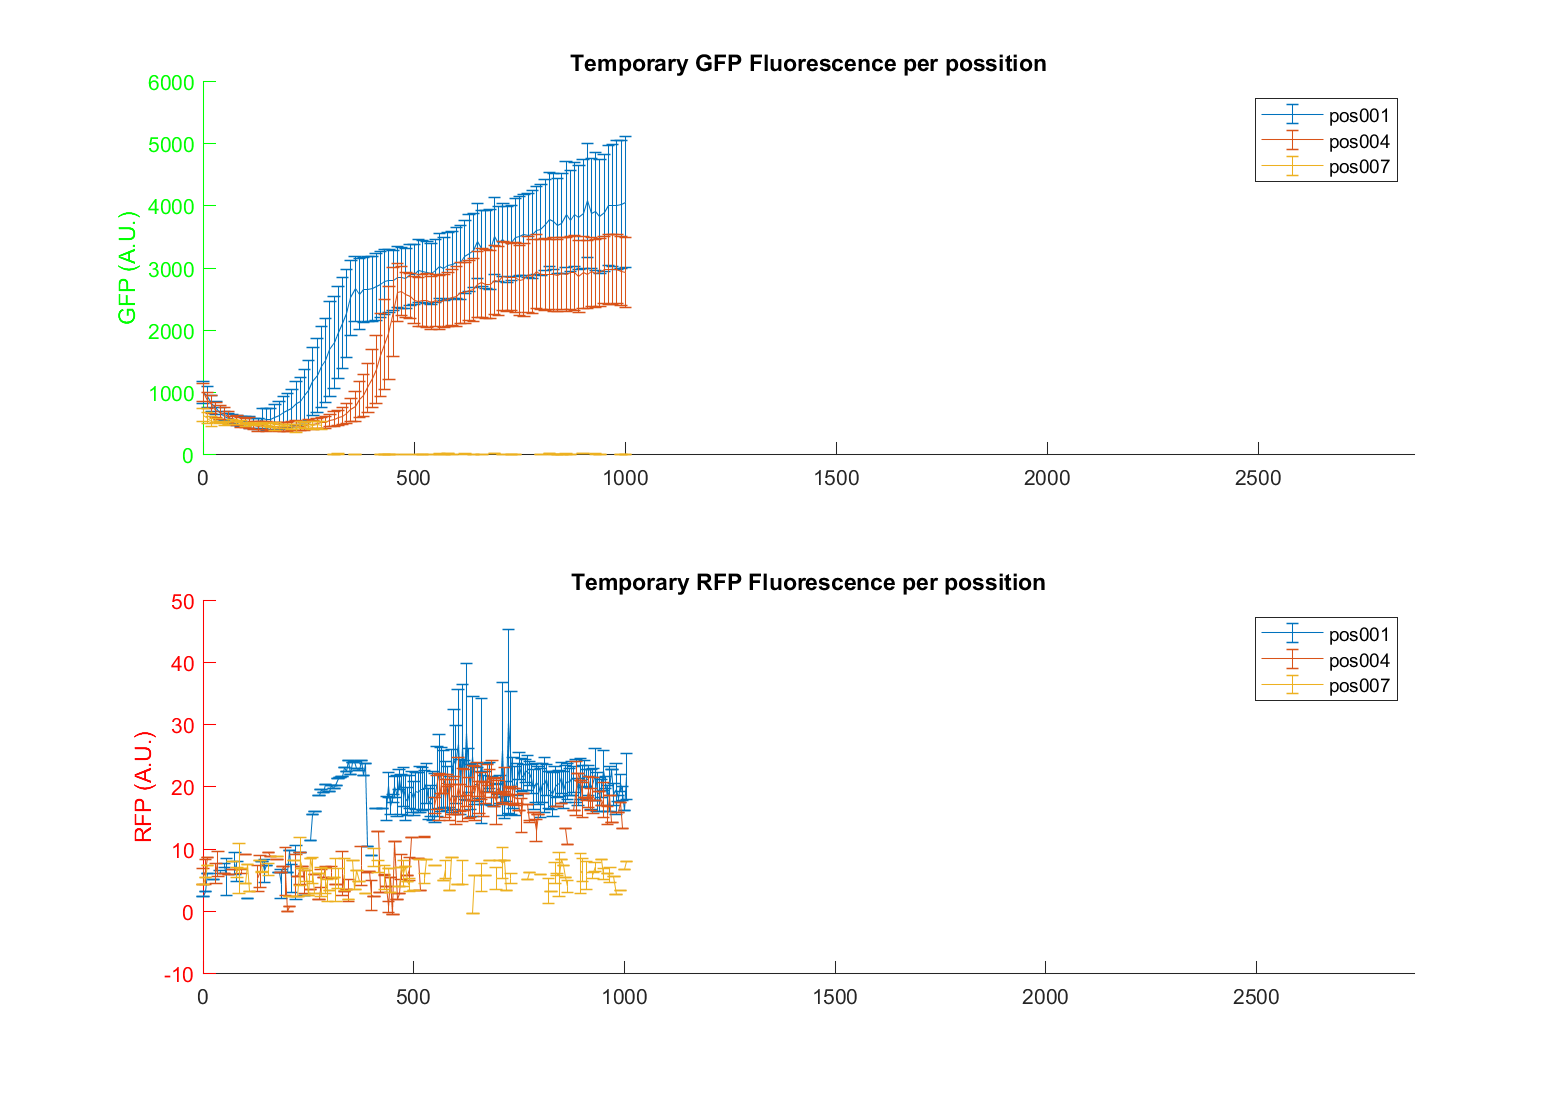 Temporary GFP Fluorescence per possition
6000
5000
4000
3000
2000
1000
0
GFP (A.U.)
0 500 1000 1500 2000 2500
pos001
pos004
pos007
Temporary RFP Fluorescence per possition
50
40
30
20
10
0
-10
RFP (A.U.)
0 500 1000 1500 2000 2500
pos001
pos004
pos007